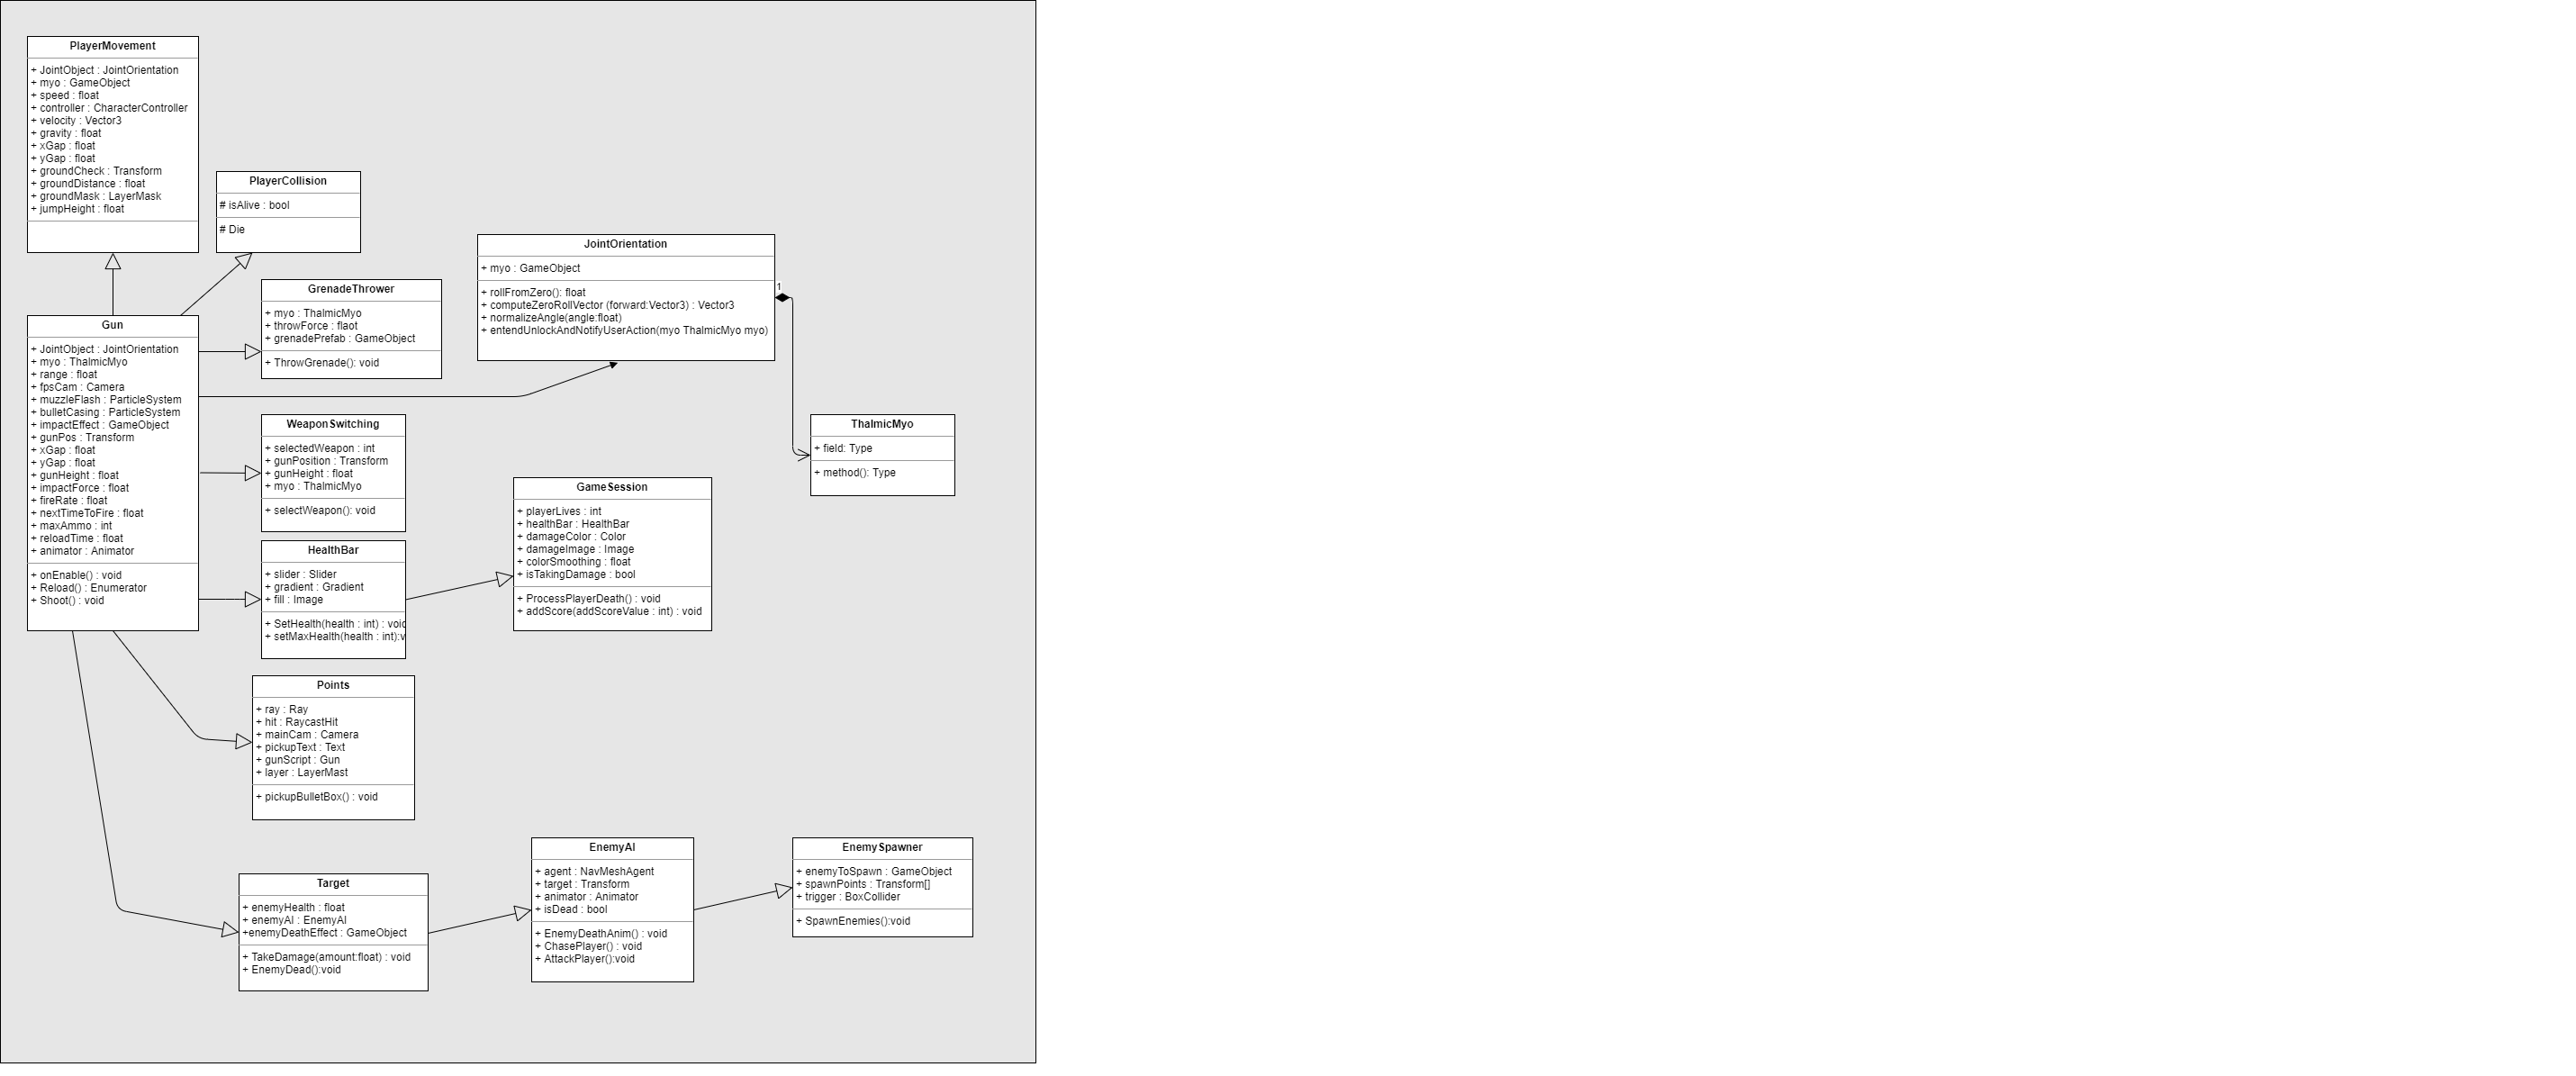 PlayerMovement
+ JointObject : JointOrientation
+ myo : GameObject
+ speed : float
+ controller : CharacterController
+ velocity : Vector3
+ gravity : float
+ xGap : float
+ yGap : float
+ groundCheck : Transform
+ groundDistance : float
+ groundMask : LayerMask
+ jumpHeight : float
PlayerCollision
# isAlive : bool
# Die
JointOrientation
+ myo : GameObject
+ rollFromZero(): float
+ computeZeroRollVector (forward:Vector3) : Vector3
+ normalizeAngle(angle:float)
+ entendUnlockAndNotifyUserAction(myo ThalmicMyo myo)
1
GrenadeThrower
+ myo : ThalmicMyo
+ throwForce : flaot
+ grenadePrefab : GameObject
+ ThrowGrenade(): void
Gun
+ JointObject : JointOrientation
+ myo : ThalmicMyo
+ range : float
+ fpsCam : Camera
+ muzzleFlash : ParticleSystem
+ bulletCasing : ParticleSystem
+ impactEffect : GameObject
+ gunPos : Transform
+ xGap : float
+ yGap : float
+ gunHeight : float
+ impactForce : float
+ fireRate : float
+ nextTimeToFire : float
+ maxAmmo : int
+ reloadTime : float
+ animator : Animator
+ onEnable() : void
+ Reload() : Enumerator
+ Shoot() : void
WeaponSwitching
+ selectedWeapon : int
+ gunPosition : Transform
+ gunHeight : float
+ myo : ThalmicMyo
+ selectWeapon(): void
ThalmicMyo
+ field: Type
+ method(): Type
GameSession
+ playerLives : int
+ healthBar : HealthBar
+ damageColor : Color
+ damageImage : Image
+ colorSmoothing : float
+ isTakingDamage : bool
+ ProcessPlayerDeath() : void
+ addScore(addScoreValue : int) : void
HealthBar
+ slider : Slider
+ gradient : Gradient
+ fill : Image
+ SetHealth(health : int) : void
+ setMaxHealth(health : int):v
Points
+ ray : Ray
+ hit : RaycastHit
+ mainCam : Camera
+ pickupText : Text
+ gunScript : Gun
+ layer : LayerMast
+ pickupBulletBox() : void
Target
+ enemyHealth : float
+ enemyAI : EnemyAI
+enemyDeathEffect : GameObject
+ TakeDamage(amount:float) : void
+ EnemyDead():void
EnemyAI
+ agent : NavMeshAgent
+ target : Transform
+ animator : Animator
+ isDead : bool
+ EnemyDeathAnim() : void
+ ChasePlayer() : void
+ AttackPlayer():void
EnemySpawner
+ enemyToSpawn : GameObject
+ spawnPoints : Transform[]
+ trigger : BoxCollider
+ SpawnEnemies():void